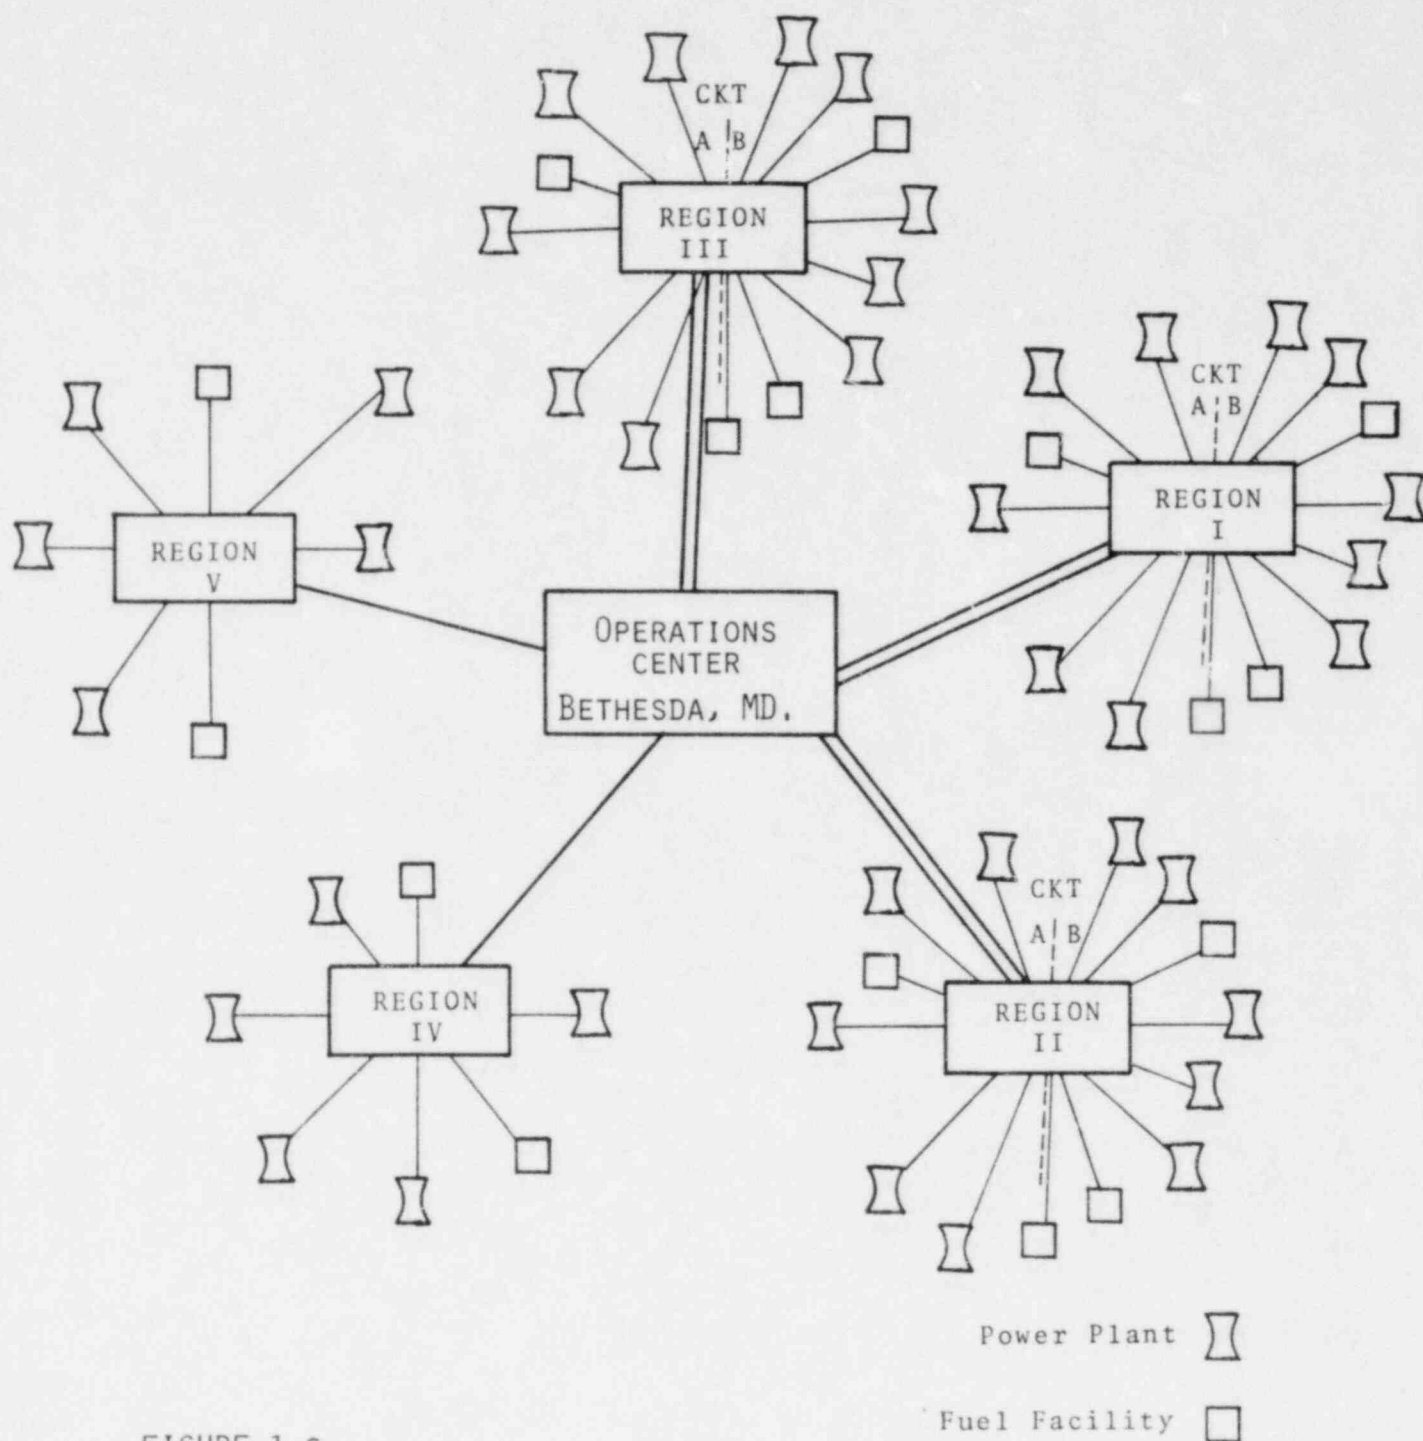 CKT
A B
REGION
III
CKT
A B
REGION
I
REGION
V
OPERATIONS
CENTER
BETHESDA, MD.
CKT
A B
REGION
II
REGION
IV
Power Plant
Fuel Facility